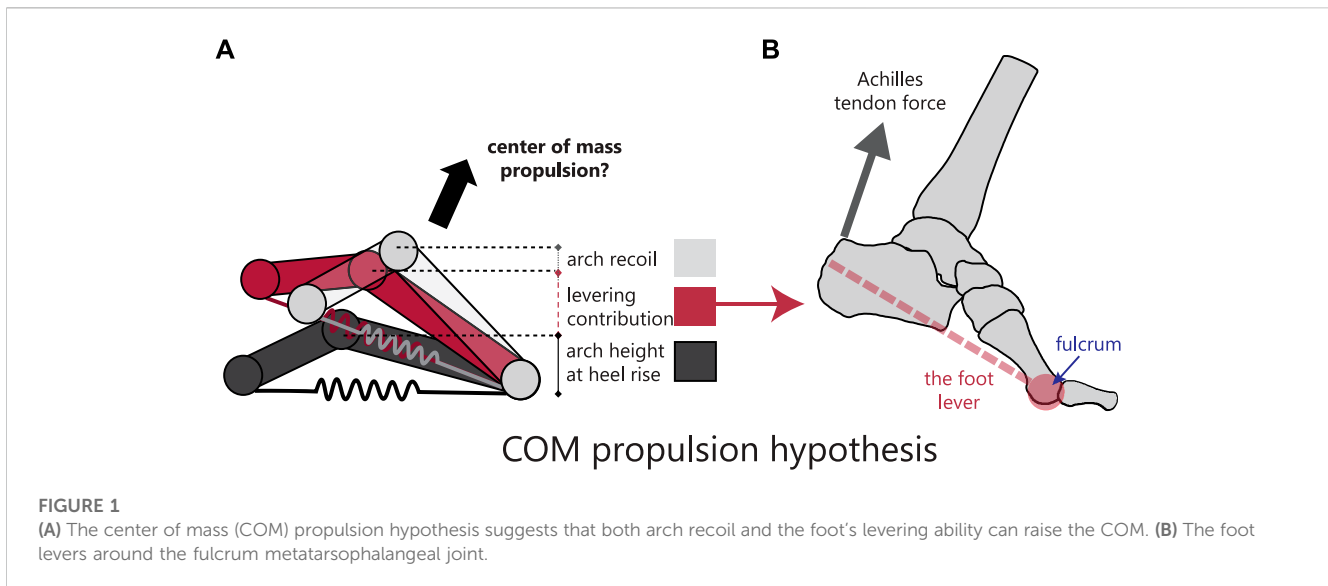 A
B
Achilles
tendon force
center of mass
propulsion?
arch recoil
levering
contribution
arch height
at heel rise
fulcrum
the foot
lever
COM propulsion hypothesis
FIGURE 1
(A) The center of mass (COM) propulsion hypothesis suggests that both arch recoil and the foot's levering ability can raise the COM. (B) The foot
levers around the fulcrum metatarsophalangeal joint.